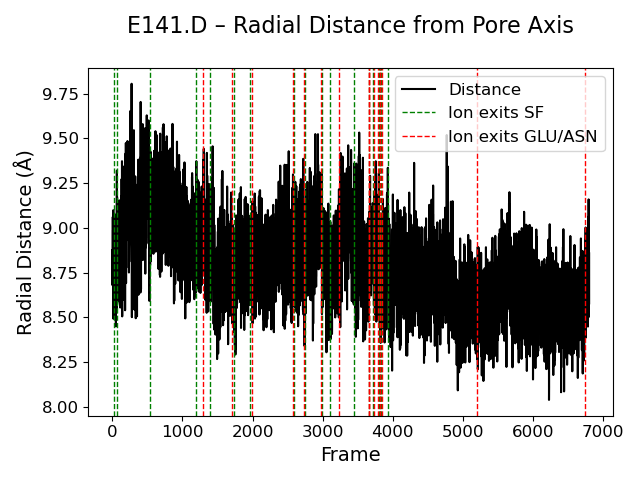 E141.D – Radial Distance from Pore Axis
Distance
Ion exits SF
Ion exits GLU/ASN
Radial Distance (Å)
9.75
9.50
9.25
9.00
8.75
8.50
8.25
8.00
0 1000 2000 3000 4000 5000 6000 7000
Frame